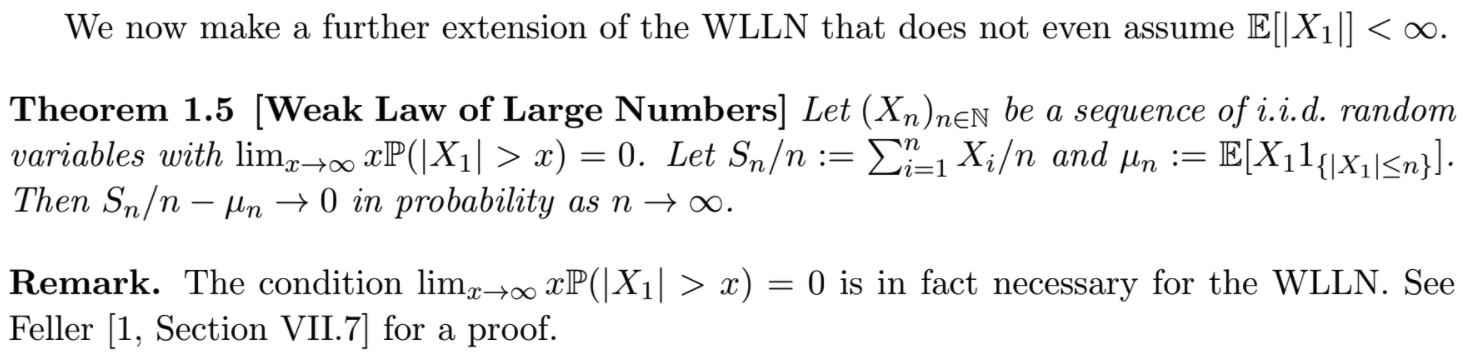 We now make a further extension of the WLLN that does not even assume 𝔼[|X₁|] < ∞.
Theorem 1.5 [Weak Law of Large Numbers] Let (Xₙ)ₙ∈ℕ be a sequence of i.i.d. random
variables with limₓ→∞ xℙ(|X₁| > x) = 0. Let Sₙ/n := ∑ⁿᵢ₌₁ Xᵢ/n and μₙ := 𝔼[X₁1_{|X₁|≤n}].
Then Sₙ/n − μₙ → 0 in probability as n → ∞.
Remark. The condition limₓ→∞ xℙ(|X₁| > x) = 0 is in fact necessary for the WLLN. See
Feller [1, Section VII.7] for a proof.